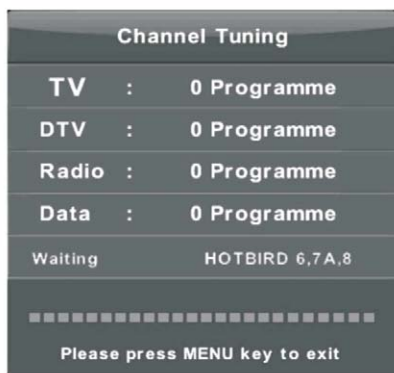 Channel Tuning
TV : 0 Programme
DTV : 0 Programme
Radio : 0 Programme
Data : 0 Programme
Waiting HOTBIRD 6,7A,8
Please press MENU key to exit